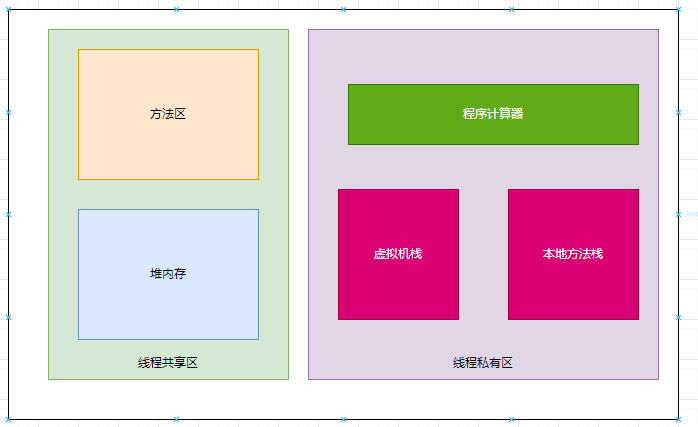 方法区
堆内存
线程共享区
程序计算器
虚拟机栈
本地方法栈
线程私有区